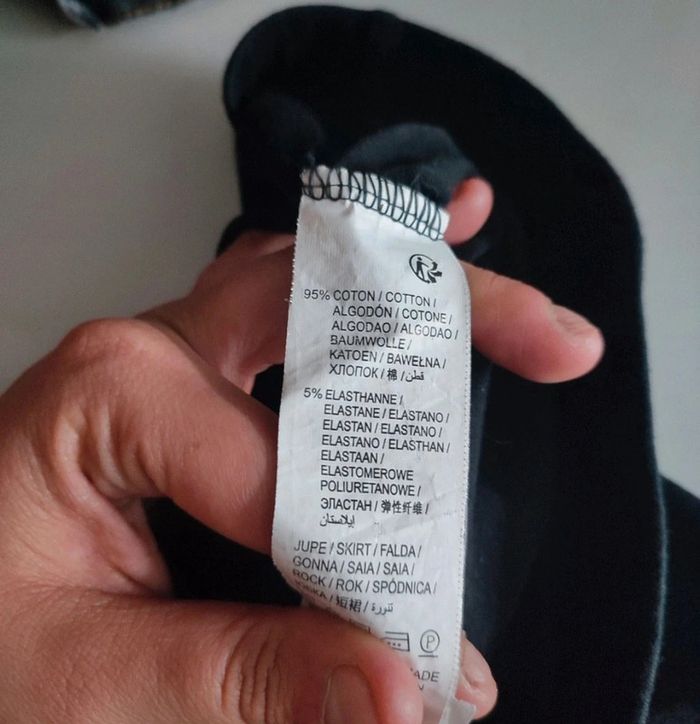 95% COTON / COTTON /
ALGODÓN / COTONE /
ALGODAO / ALGODAO /
BAUMWOLLE /
KATOEN / BAWEŁNA /
ХЛОПОК / 棉 / قطن
5% ELASTHANNE /
ELASTANE / ELASTANO /
ELASTAN / ELASTANO /
ELASTANO / ELASTHAN /
ELASTAAN /
ELASTOMEROWE
POLIURETANOWE /
ЭЛАСТАН / 弹性纤维 /
إيلاستان
JUPE / SKIRT / FALDA /
GONNA / SAIA / SAIA /
ROCK / ROK / SPÓDNICA /
短裙 / تنورة
P